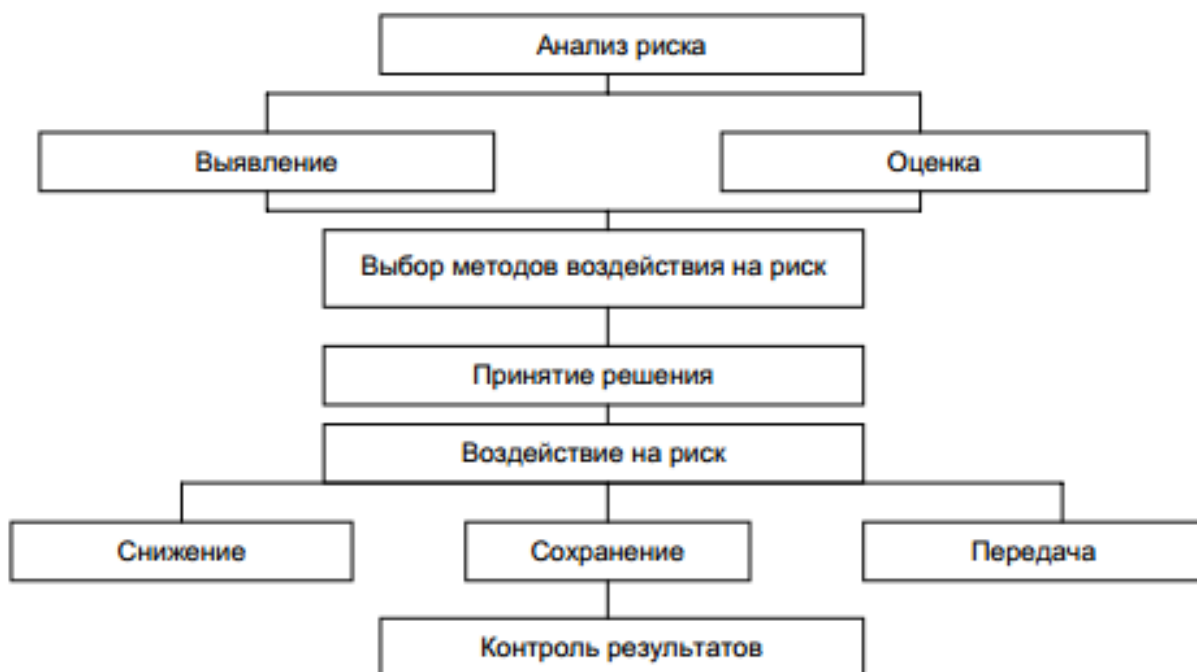 Анализ риска
Выявление
Оценка
Выбор методов воздействия на риск
Принятие решения
Воздействие на риск
Снижение
Сохранение
Передача
Контроль результатов